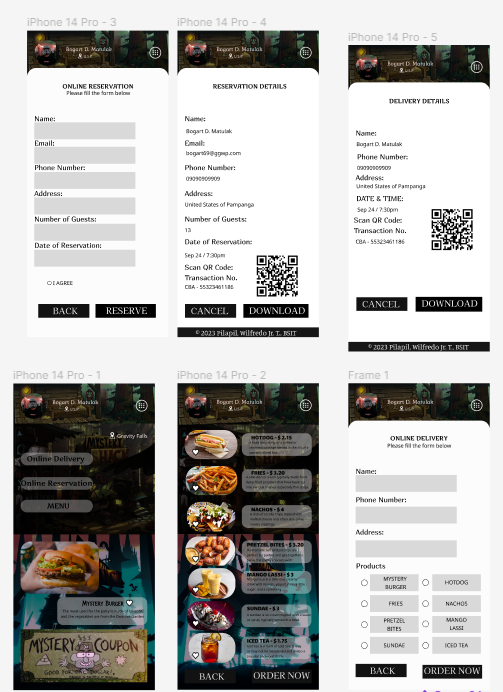 iPhone 14 Pro - 3
Bogart D. Matulak
USP
ONLINE RESERVATION
Please fill the form below
Name:
Email:
Phone Number:
Address:
Number of Guests:
Date of Reservation:
I AGREE
BACK
RESERVE
iPhone 14 Pro - 4
Bogart D. Matulak
USP
RESERVATION DETAILS
Name:
Bogart D. Matulak
Email:
bogart69@ggwp.com
Phone Number:
09090909909
Address:
United States of Pampanga
Number of Guests:
13
Date of Reservation:
Sep 24 / 7:30pm
Scan QR Code:
Transaction No.
CBA - 55323461186
CANCEL
DOWNLOAD
© 2023 Pilapil, Wilfredo Jr. T., BSIT
iPhone 14 Pro - 5
Bogart D. Matulak
USP
DELIVERY DETAILS
Name:
Bogart D. Matulak
Phone Number:
09090909909
Address:
United States of Pampanga
DATE & TIME:
Sep 24 / 7:30pm
Scan QR Code:
Transaction No.
CBA - 55323461186
CANCEL
DOWNLOAD
© 2023 Pilapil, Wilfredo Jr. T., BSIT
iPhone 14 Pro - 1
Bogart D. Matulak
USP
Gravity Falls
Online Delivery
Online Reservation
MENU
MYSTERY BURGER
MYSTERY COUPON
iPhone 14 Pro - 2
Bogart D. Matulak
USP
HOTDOG - $ 2.15
FRIES - $ 3.20
NACHOS - $ 6
PRETZEL BITES - $ 3.20
MANGO LASSI - $ 3
SUNDAE - $ 3
ICED TEA - $ 1.75
BACK
ORDER NOW
Frame 1
Bogart D. Matulak
USP
ONLINE DELIVERY
Please fill the form below
Name:
Phone Number:
Address:
Products
MYSTERY
BURGER
HOTDOG
FRIES
NACHOS
PRETZEL
BITES
MANGO
LASSI
SUNDAE
ICED TEA
BACK
ORDER NOW